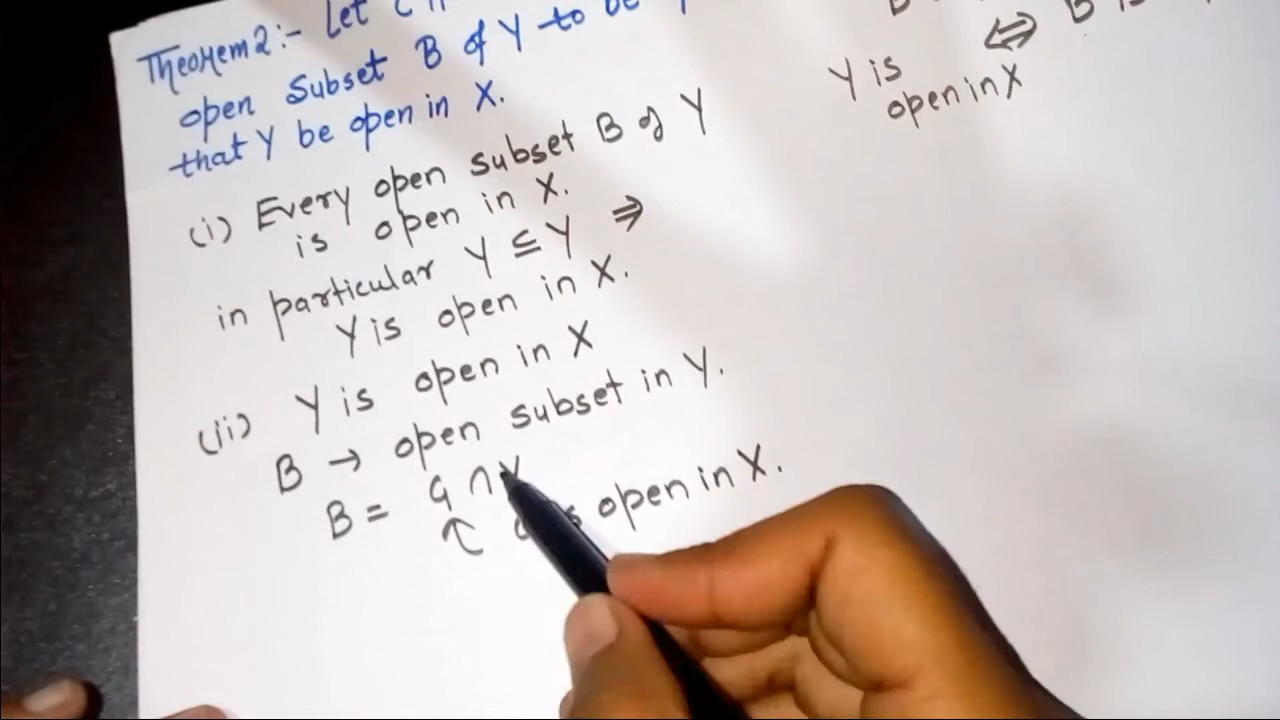 Theorem 2:- Let
open subset B of Y to be
that Y be open in X.
(i) Every open subset B of Y
is open in X.
in particular Y ⊆ Y ⇒
Y is open in X.
(ii) Y is open in X
B → open subset in Y.
B = G ∩ Y
open in X.
⇔ B
Y is
open in X